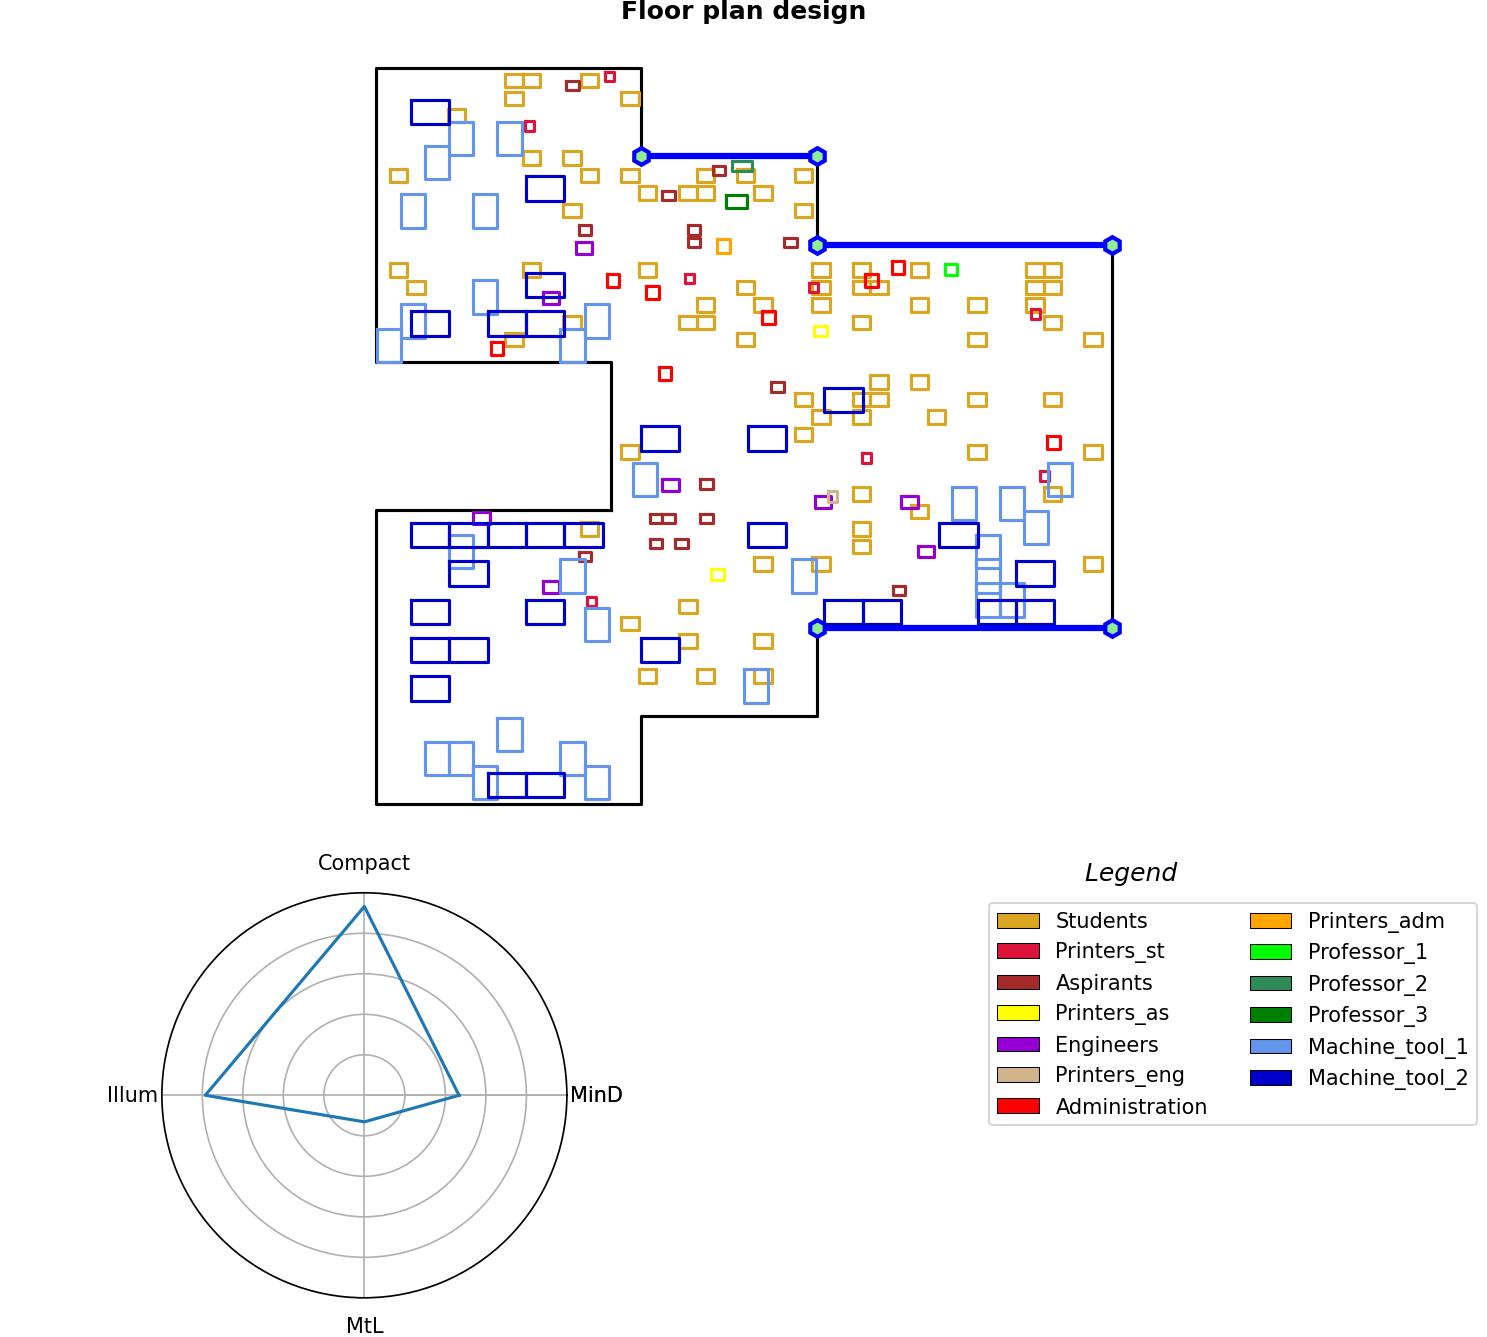 Floor plan design
Compact
Illum
MinD
MtL
Legend
Students
Printers_st
Aspirants
Printers_as
Engineers
Printers_eng
Administration
Printers_adm
Professor_1
Professor_2
Professor_3
Machine_tool_1
Machine_tool_2